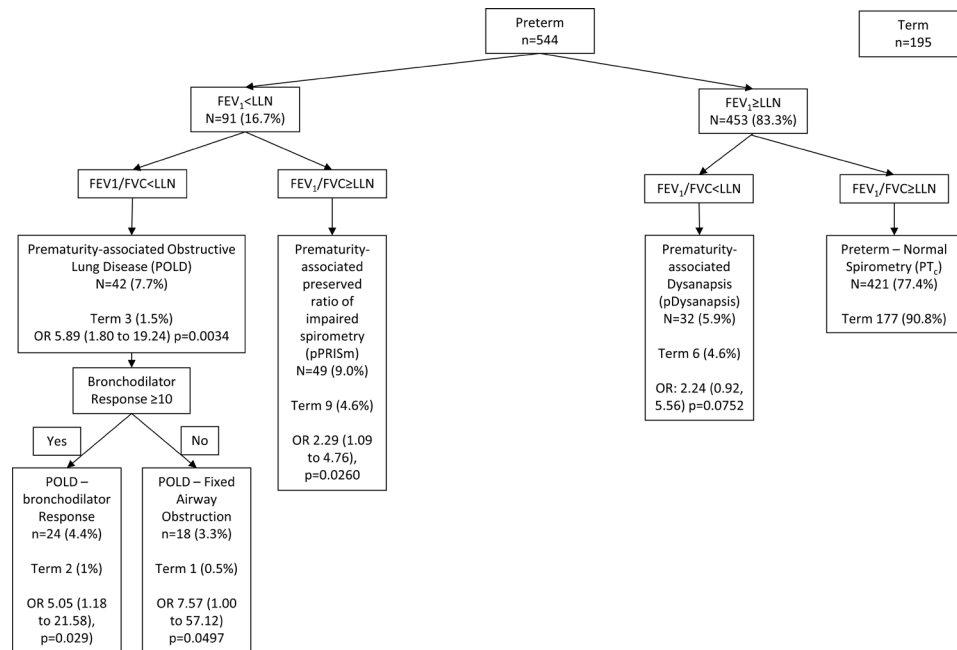 Preterm
n=544
Term
n=195
FEV₁<LLN
N=91 (16.7%)
FEV₁≥LLN
N=453 (83.3%)
FEV1/FVC<LLN
FEV₁/FVC≥LLN
FEV₁/FVC<LLN
FEV₁/FVC≥LLN
Prematurity-associated Obstructive
Lung Disease (POLD)
N=42 (7.7%)
Term 3 (1.5%)
OR 5.89 (1.80 to 19.24) p=0.0034
Prematurity-
associated
preserved
ratio of
impaired
spirometry
(pPRISm)
N=49 (9.0%)
Term 9 (4.6%)
OR 2.29 (1.09
to 4.76),
p=0.0260
Prematurity-
associated
Dysanapsis
(pDysanapsis)
N=32 (5.9%)
Term 6 (4.6%)
OR: 2.24 (0.92,
5.56) p=0.0752
Preterm – Normal
Spirometry (PTc)
N=421 (77.4%)
Term 177 (90.8%)
Bronchodilator
Response ≥10
Yes
No
POLD –
bronchodilator
Response
n=24 (4.4%)
Term 2 (1%)
OR 5.05 (1.18
to 21.58),
p=0.029)
POLD – Fixed
Airway
Obstruction
n=18 (3.3%)
Term 1 (0.5%)
OR 7.57 (1.00
to 57.12)
p=0.0497